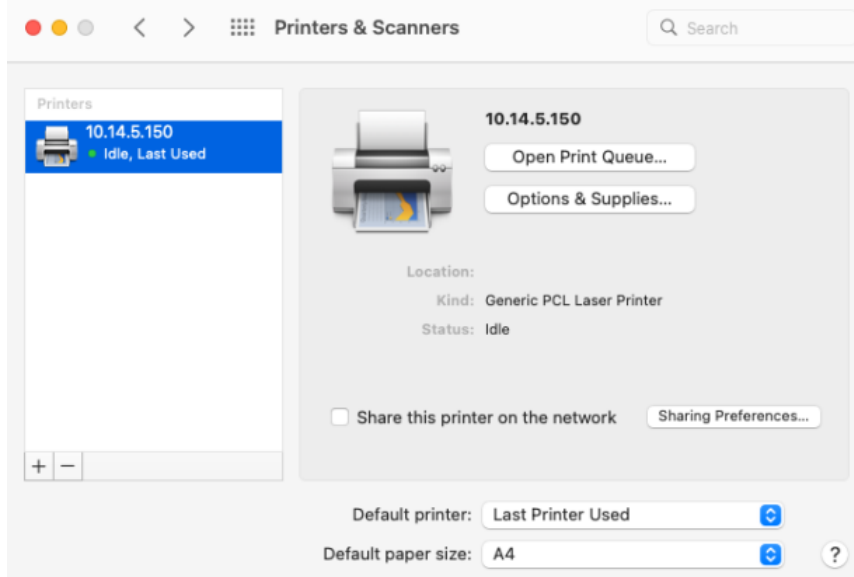 Printers & Scanners
Search
Printers
10.14.5.150
Idle, Last Used
10.14.5.150
Open Print Queue...
Options & Supplies...
Location:
Kind: Generic PCL Laser Printer
Status: Idle
Share this printer on the network
Sharing Preferences...
+ −
Default printer: Last Printer Used
Default paper size: A4
?